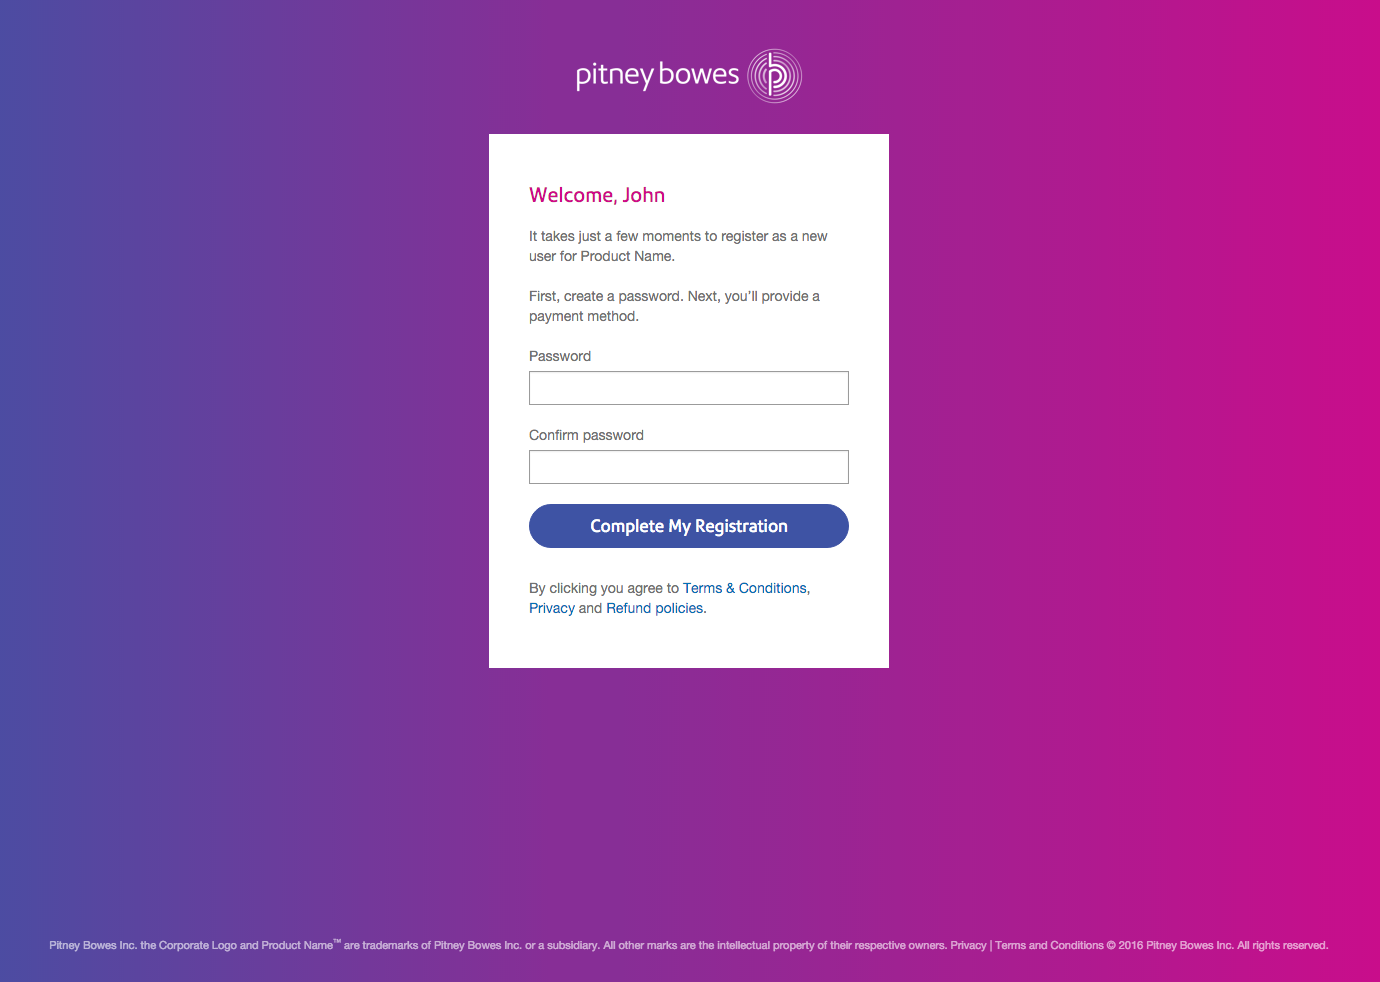 pitney bowes
Welcome, John
It takes just a few moments to register as a new
user for Product Name.
First, create a password. Next, you'll provide a
payment method.
Password
Confirm password
Complete My Registration
By clicking you agree to Terms & Conditions,
Privacy and Refund policies.
Pitney Bowes Inc. the Corporate Logo and Product Name™ are trademarks of Pitney Bowes Inc. or a subsidiary. All other marks are the intellectual property of their respective owners. Privacy | Terms and Conditions © 2016 Pitney Bowes Inc. All rights reserved.